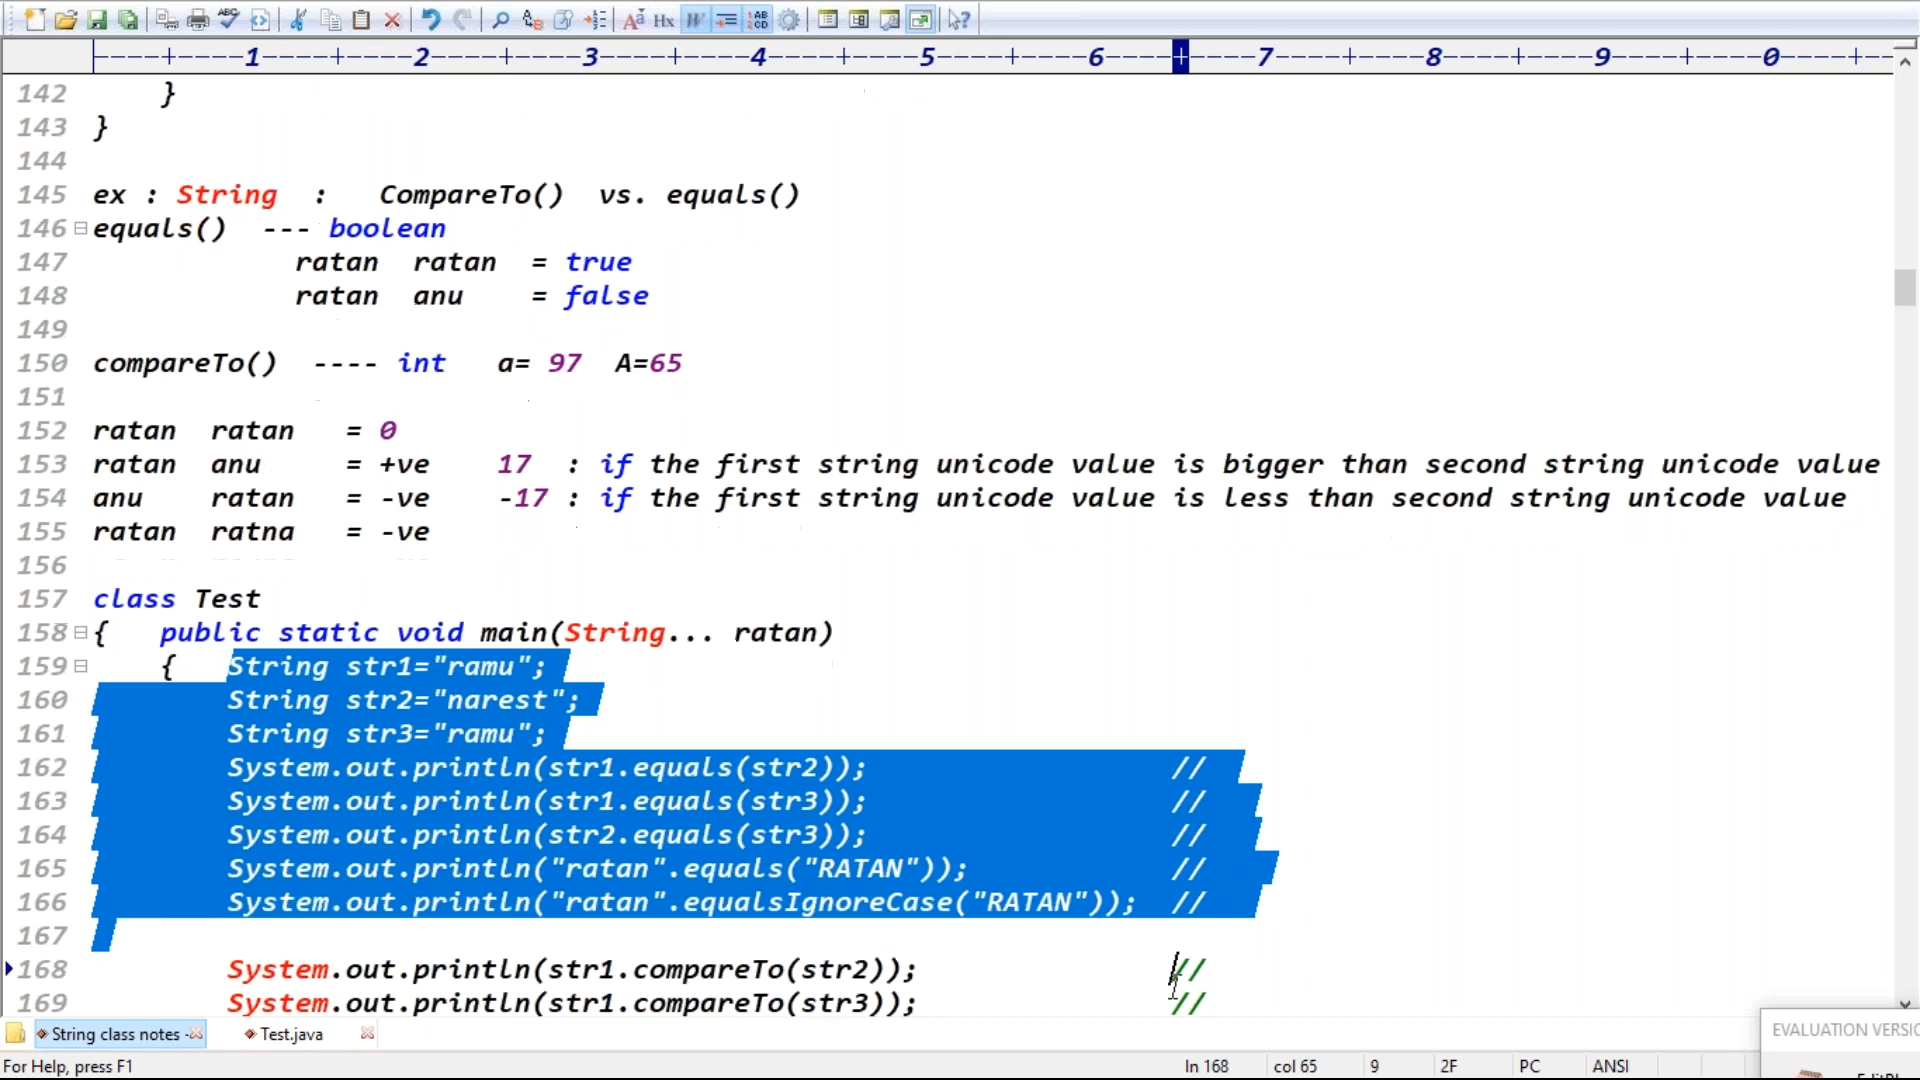 ----+----1----+----2----+----3----+----4----+----5----+----6----+----7----+----8----+----9----+----0----+--
142 }
143 }
144
145 ex : String : CompareTo() vs. equals()
146 equals() --- boolean
147 ratan ratan = true
148 ratan anu = false
149
150 compareTo() ---- int a= 97 A=65
151
152 ratan ratan = 0
153 ratan anu = +ve 17 : if the first string unicode value is bigger than second string unicode value
154 anu ratan = -ve -17 : if the first string unicode value is less than second string unicode value
155 ratan ratna = -ve
156
157 class Test
158 { public static void main(String... ratan)
159 { String str1="ramu";
160 String str2="narest";
161 String str3="ramu";
162 System.out.println(str1.equals(str2)); //
163 System.out.println(str1.equals(str3)); //
164 System.out.println(str2.equals(str3)); //
165 System.out.println("ratan".equals("RATAN")); //
166 System.out.println("ratan".equalsIgnoreCase("RATAN")); //
167
168 System.out.println(str1.compareTo(str2)); //
169 System.out.println(str1.compareTo(str3)); //
String class notes - Test.java
EVALUATION VERSIO
For Help, press F1 ln 168 col 65 9 2F PC ANSI